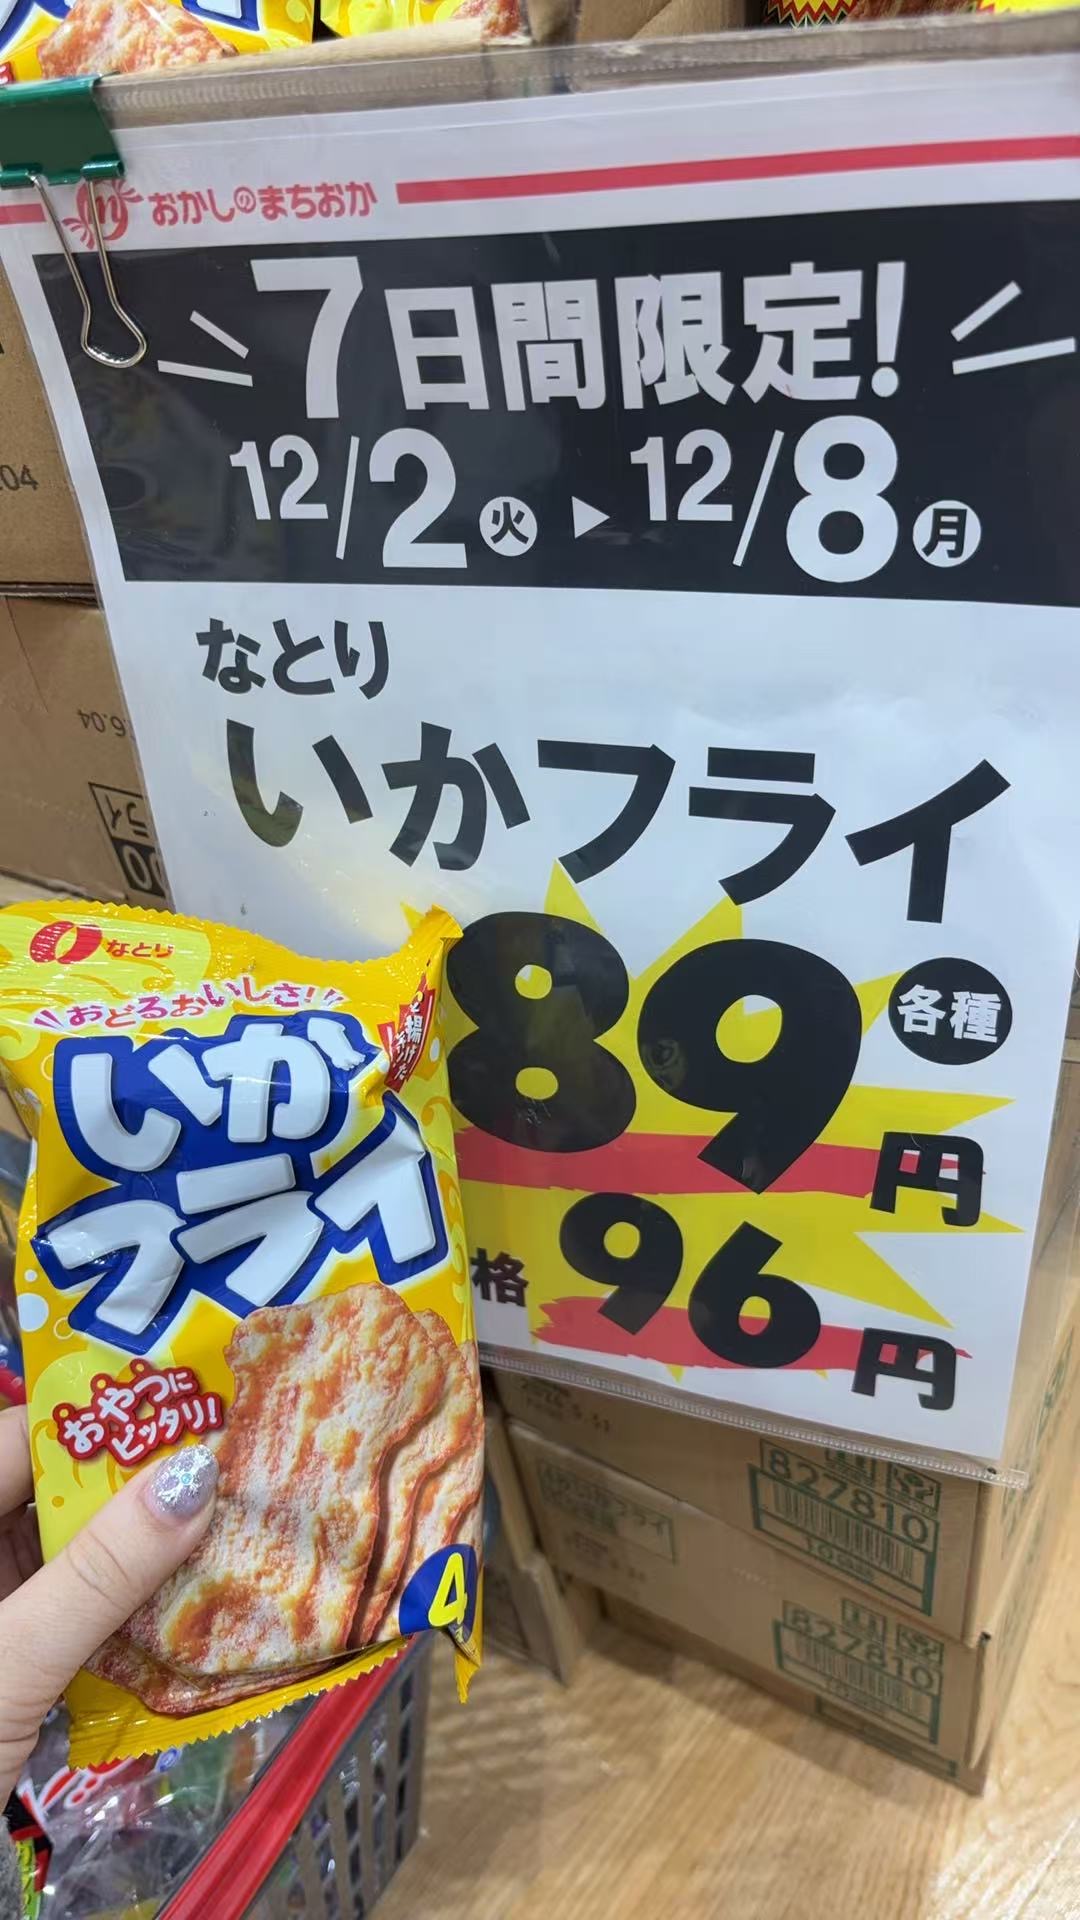 おかしのまちおか
7日間限定!
12/2火▶12/8月
なとり
いかフライ
89円
各種
格 96円
なとり
おどるおいしさ!!
いか
フライ
おやつに
ピッタリ!
4
827810
827810